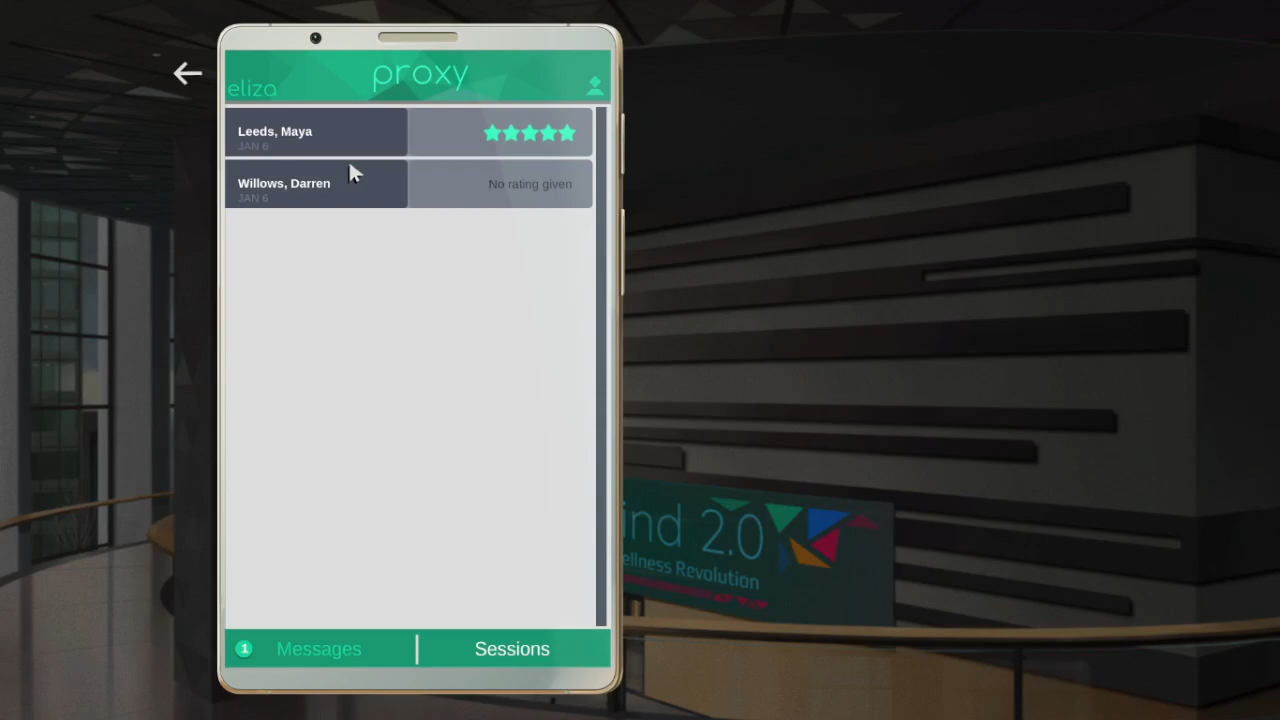 proxy
eliza
Leeds, Maya
JAN 6
Willows, Darren
JAN 6
No rating given
ind 2.0
ellness Revolution
1 Messages
Sessions